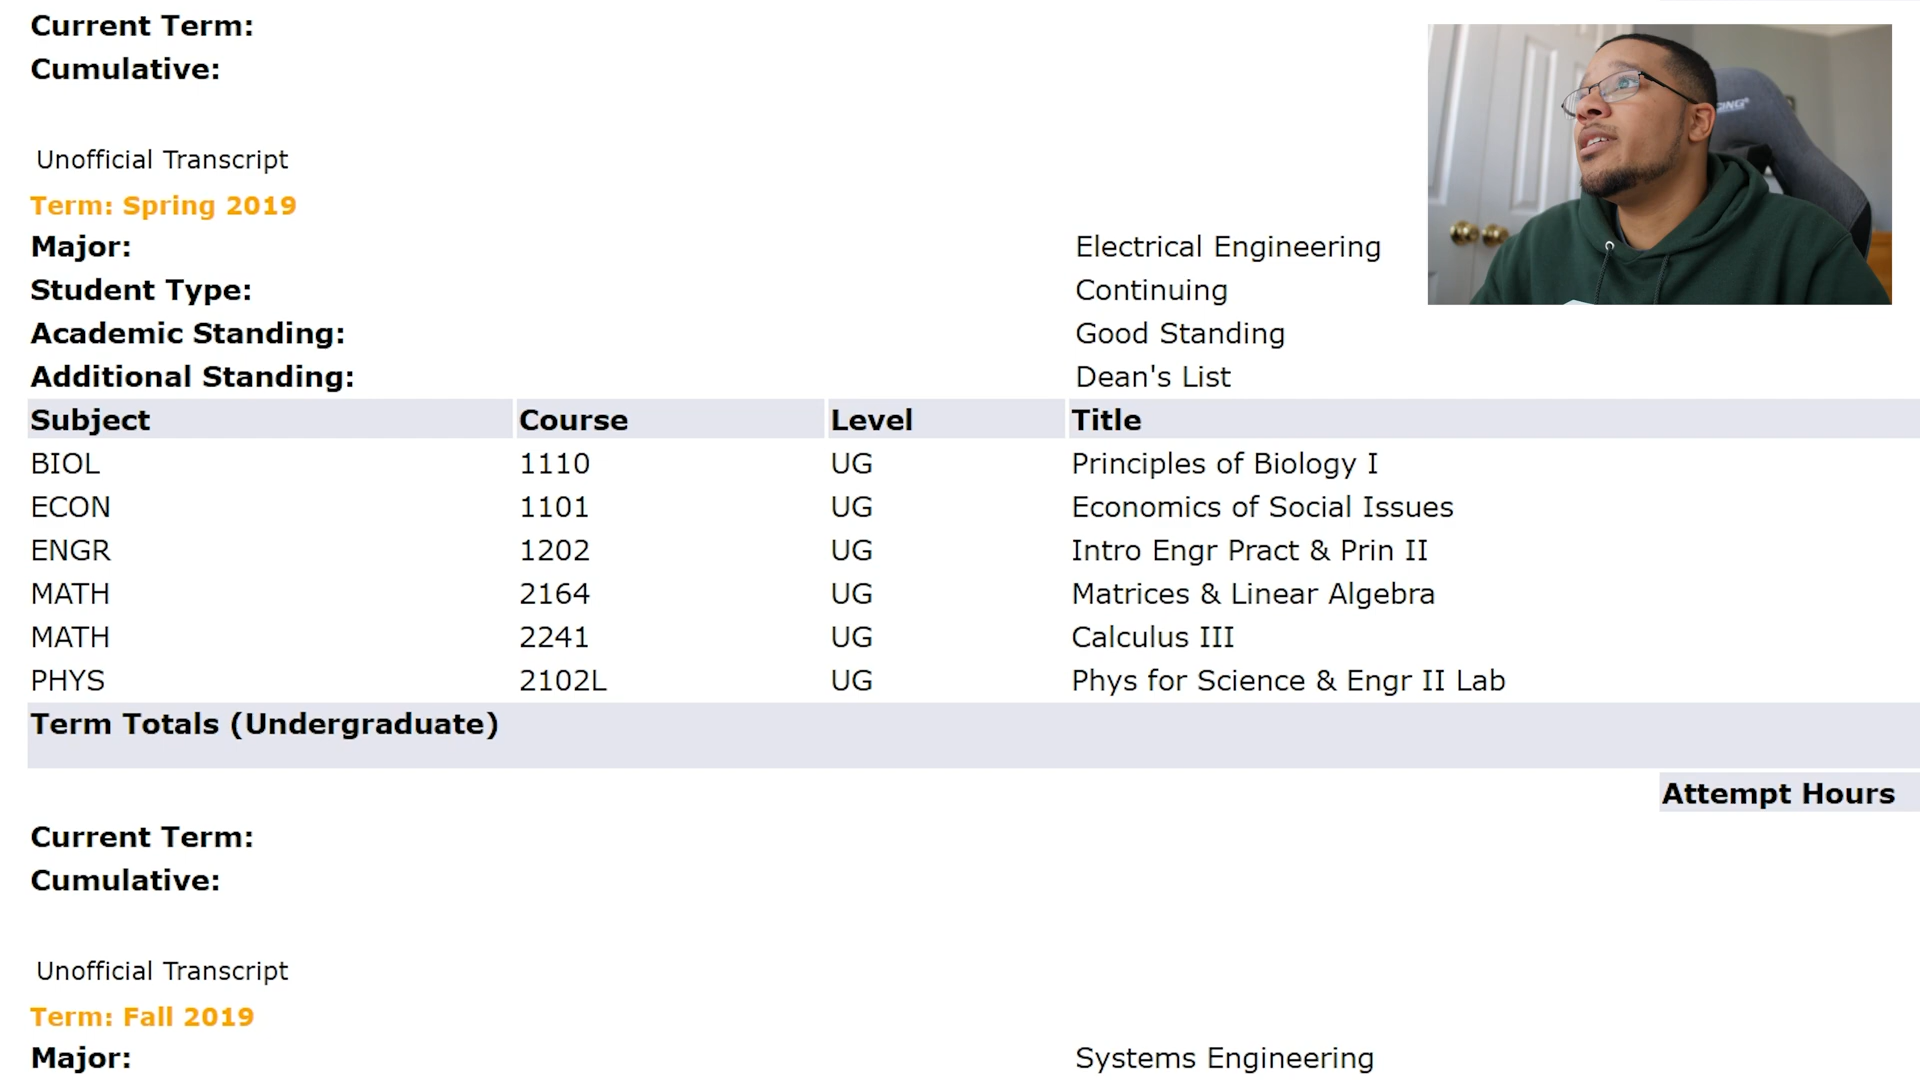 Current Term:
Cumulative:
Unofficial Transcript
Term: Spring 2019
Major: Electrical Engineering
Student Type: Continuing
Academic Standing: Good Standing
Additional Standing: Dean's List
Subject Course Level Title
BIOL 1110 UG Principles of Biology I
ECON 1101 UG Economics of Social Issues
ENGR 1202 UG Intro Engr Pract & Prin II
MATH 2164 UG Matrices & Linear Algebra
MATH 2241 UG Calculus III
PHYS 2102L UG Phys for Science & Engr II Lab
Term Totals (Undergraduate)
Attempt Hours
Current Term:
Cumulative:
Unofficial Transcript
Term: Fall 2019
Major: Systems Engineering